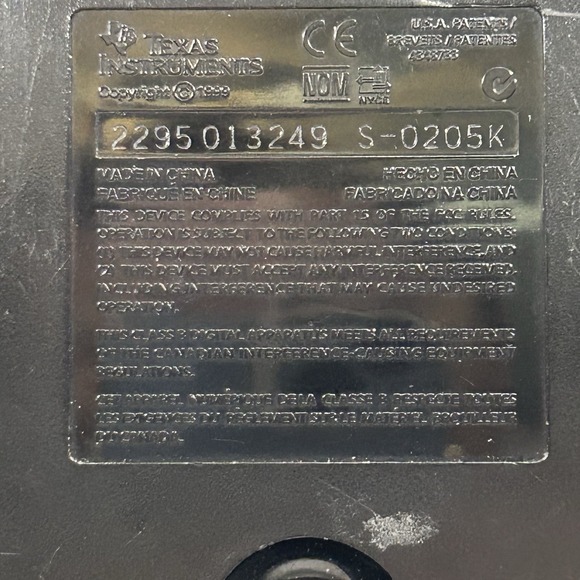 TEXAS INSTRUMENTS
Copyright © 1999
CE
NOM
NYCE
U.S.A. PATENTS /
BREVETS / PATENTES
4348733
2295013249 S-0205K
MADE IN CHINA HECHO EN CHINA
FABRIQUÉ EN CHINE FABRICADO NA CHINA
THIS DEVICE COMPLIES WITH PART 15 OF THE FCC RULES.
OPERATION IS SUBJECT TO THE FOLLOWING TWO CONDITIONS:
(1) THIS DEVICE MAY NOT CAUSE HARMFUL INTERFERENCE, AND
(2) THIS DEVICE MUST ACCEPT ANY INTERFERENCE RECEIVED,
INCLUDING INTERFERENCE THAT MAY CAUSE UNDESIRED
OPERATION.
THIS CLASS B DIGITAL APPARATUS MEETS ALL REQUIREMENTS
OF THE CANADIAN INTERFERENCE-CAUSING EQUIPMENT
REGULATIONS.
CET APPAREIL NUMÉRIQUE DE LA CLASSE B RESPECTE TOUTES
LES EXIGENCES DU RÈGLEMENT SUR LE MATÉRIEL BROUILLEUR
DU CANADA.